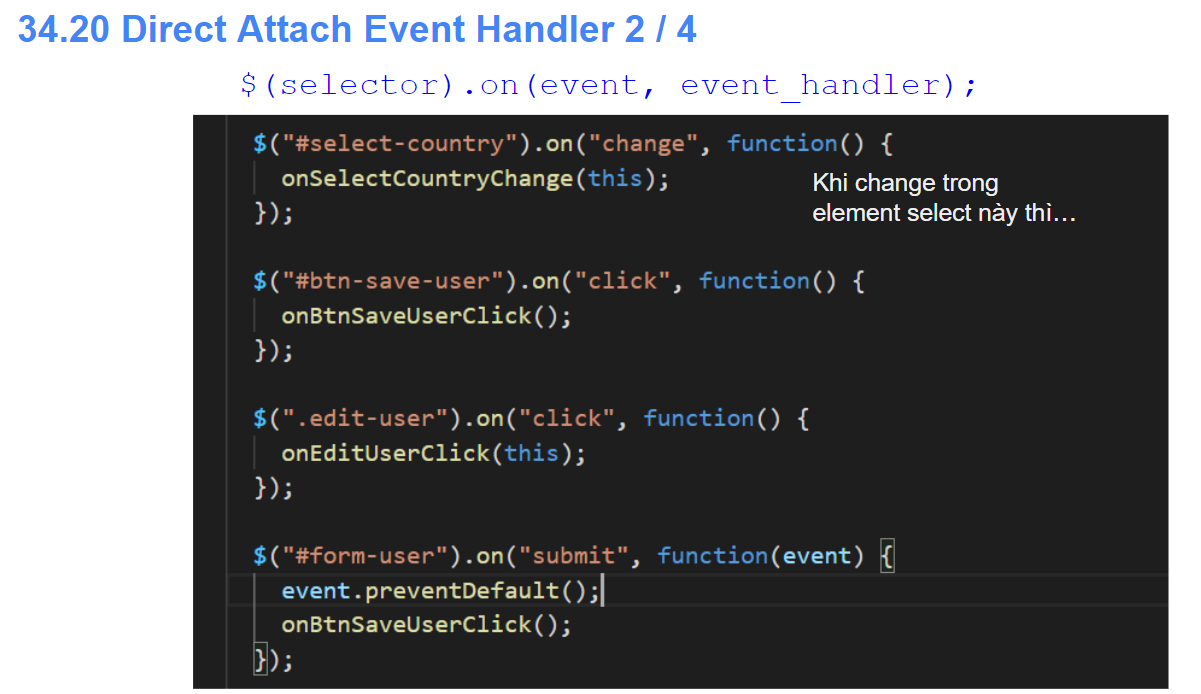 34.20 Direct Attach Event Handler 2 / 4
$(selector).on(event, event_handler);
$("#select-country").on("change", function() {
onSelectCountryChange(this);
});
Khi change trong
element select này thì…
$("#btn-save-user").on("click", function() {
onBtnSaveUserClick();
});
$(".edit-user").on("click", function() {
onEditUserClick(this);
});
$("#form-user").on("submit", function(event) {
event.preventDefault();
onBtnSaveUserClick();
});